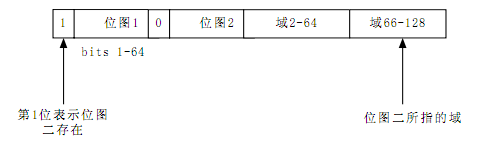 1 位图1 0 位图2 域2-64 域66-128
bits 1-64
第1位表示位图
二存在
位图二所指的域